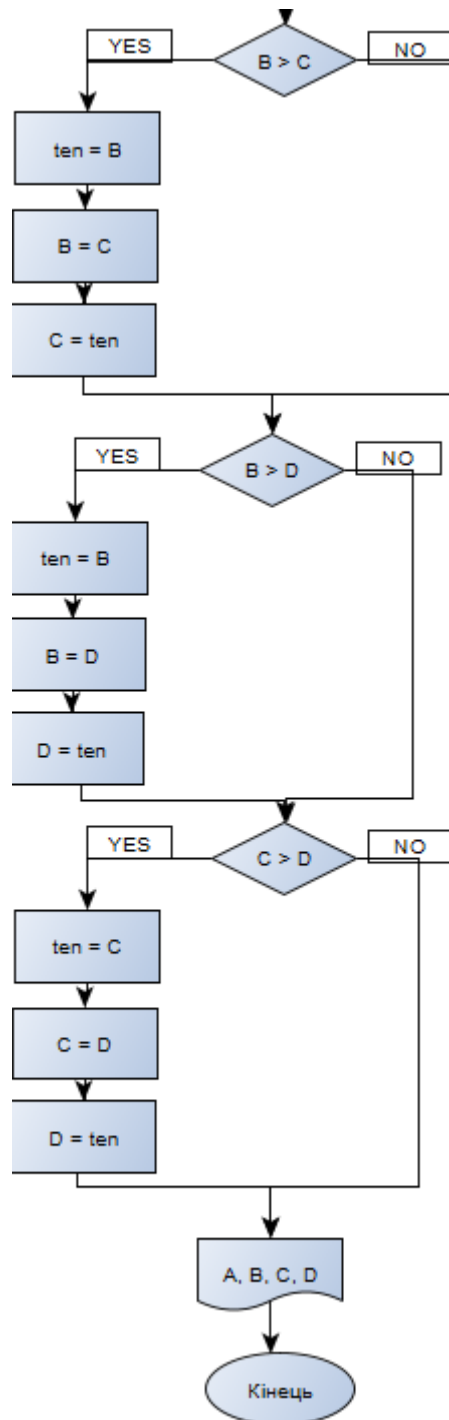 YES
B > C
NO
ten = B
B = C
C = ten
YES
B > D
NO
ten = B
B = D
D = ten
YES
C > D
NO
ten = C
C = D
D = ten
A, B, C, D
Кінець